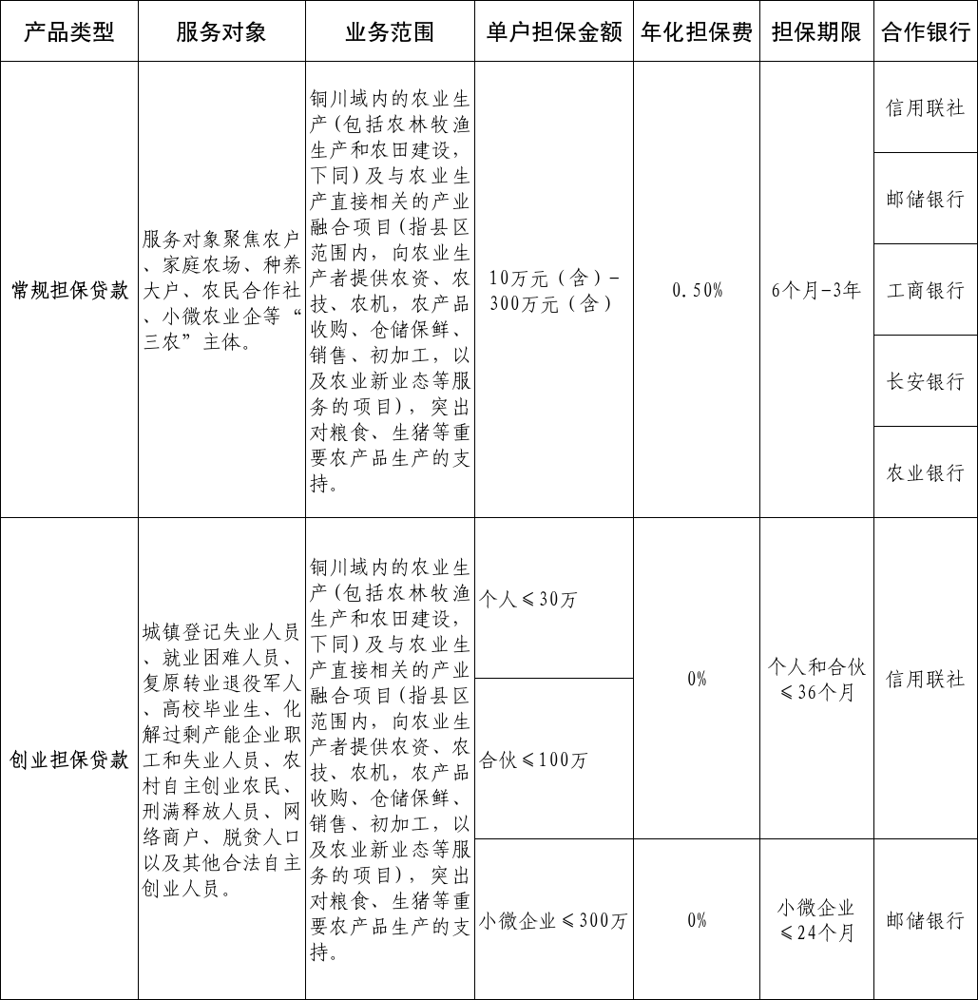 产品类型
服务对象
业务范围
单户担保金额
年化担保费
担保期限
合作银行
常规担保贷款
服务对象聚焦农户
、家庭农场、种养
大户、农民合作社
、小微农业企等“
三农”主体。
铜川域内的农业生
产(包括农林牧渔
生产和农田建设，
下同)及与农业生
产直接相关的产业
融合项目(指县区
范围内，向农业生
产者提供农资、农
技、农机，农产品
收购、仓储保鲜、
销售、初加工，以
及农业新业态等服
务的项目)，突出
对粮食、生猪等重
要农产品生产的支
持。
10万元（含）-
300万元（含）
0.50%
6个月-3年
信用联社
邮储银行
工商银行
长安银行
农业银行
创业担保贷款
城镇登记失业人员
、就业困难人员、
复原转业退役军人
、高校毕业生、化
解过剩产能企业职
工和失业人员、农
村自主创业农民、
刑满释放人员、网
络商户、脱贫人口
以及其他合法自主
创业人员。
铜川域内的农业生
产(包括农林牧渔
生产和农田建设，
下同)及与农业生
产直接相关的产业
融合项目(指县区
范围内，向农业生
产者提供农资、农
技、农机，农产品
收购、仓储保鲜、
销售、初加工，以
及农业新业态等服
务的项目)，突出
对粮食、生猪等重
要农产品生产的支
持。
个人≤30万
合伙≤100万
0%
个人和合伙
≤36个月
信用联社
小微企业≤300万
0%
小微企业
≤24个月
邮储银行